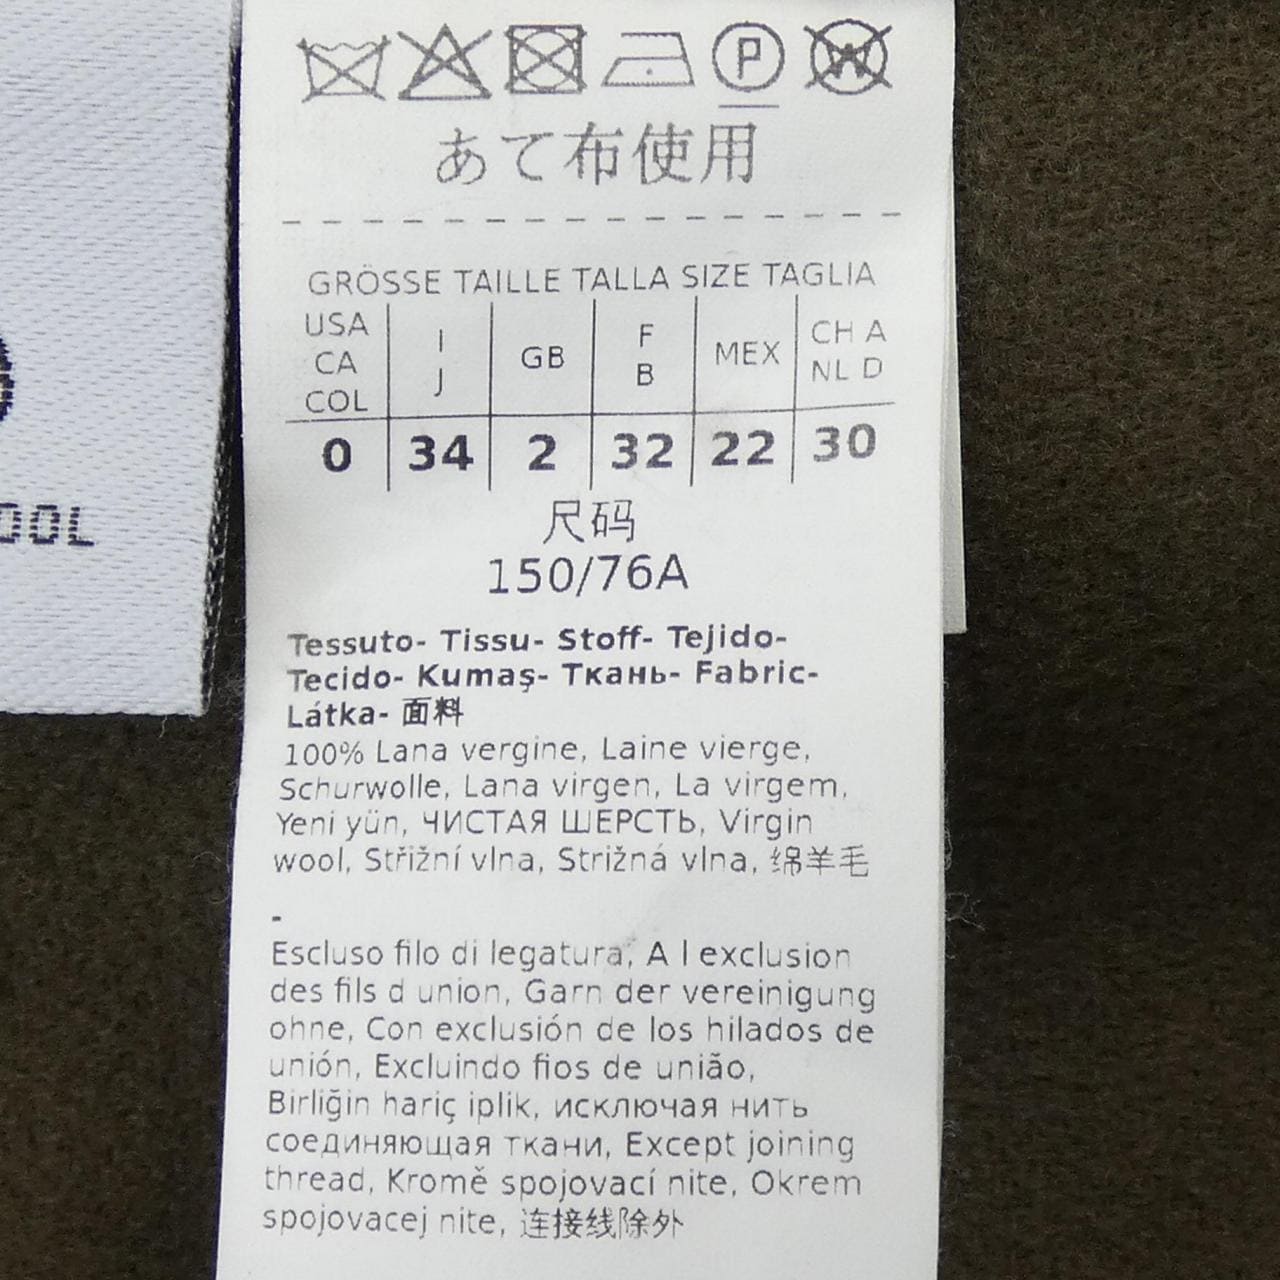 P W
あて布使用
GRÖSSE TAILLE TALLA SIZE TAGLIA
USA CA COL I J GB F B MEX CH A NL D
0 34 2 32 22 30
尺码
150/76A
Tessuto- Tissu- Stoff- Tejido-
Tecido- Kumaş- Ткань- Fabric-
Látka- 面料
100% Lana vergine, Laine vierge,
Schurwolle, Lana virgen, La virgem,
Yeni yün, ЧИСТАЯ ШЕРСТЬ, Virgin
wool, Střižní vlna, Strižná vlna, 绵羊毛
-
Escluso filo di legatura, A l exclusion
des fils d union, Garn der vereinigung
ohne, Con exclusión de los hilados de
unión, Excluindo fios de união,
Birliğin hariç iplik, исключая нить
соединяющая ткани, Except joining
thread, Kromě spojovací nite, Okrem
spojovacej nite, 连接线除外